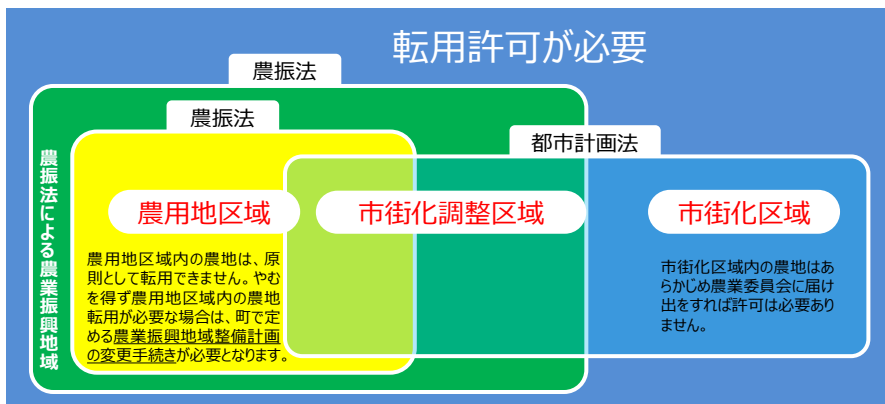 転用許可が必要
農振法
農振法
都市計画法
農振法による農業振興地域
農用地区域
市街化調整区域
市街化区域
農用地区域内の農地は、原
則として転用できません。やむ
を得ず農用地区域内の農地
転用が必要な場合は、町で定
める農業振興地域整備計画
の変更手続きが必要となります。
市街化区域内の農地はあ
らかじめ農業委員会に届け
出をすれば許可は必要あり
ません。